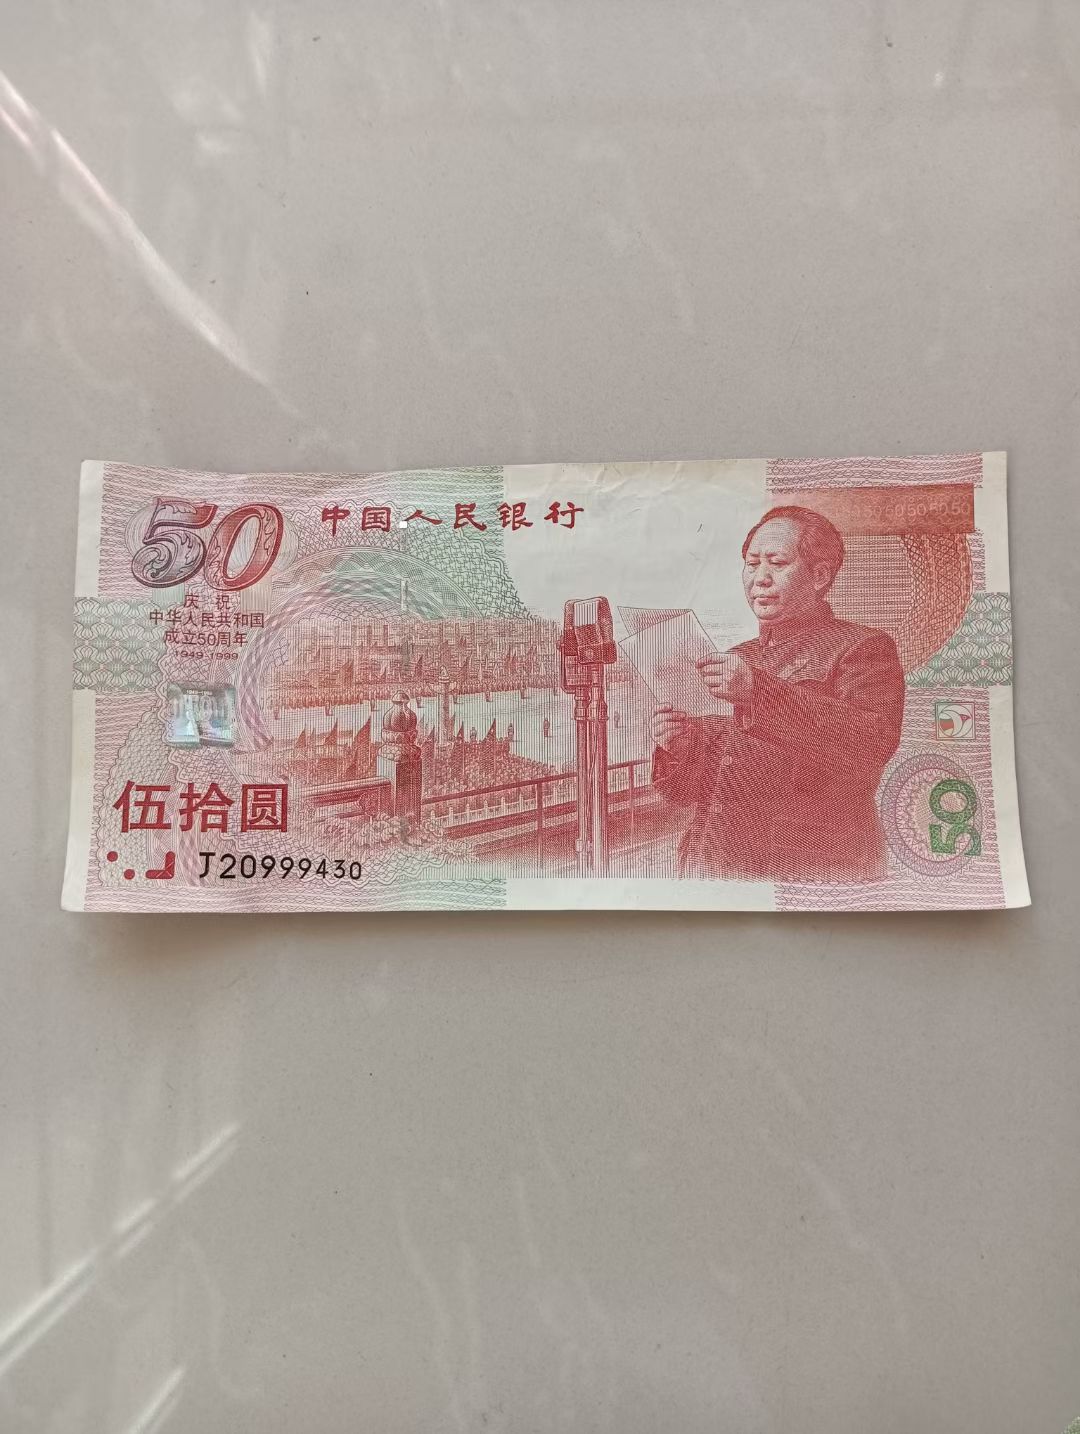 50
中国人民银行
庆祝
中华人民共和国
成立50周年
1949-1999
伍拾圆
J20999430
50